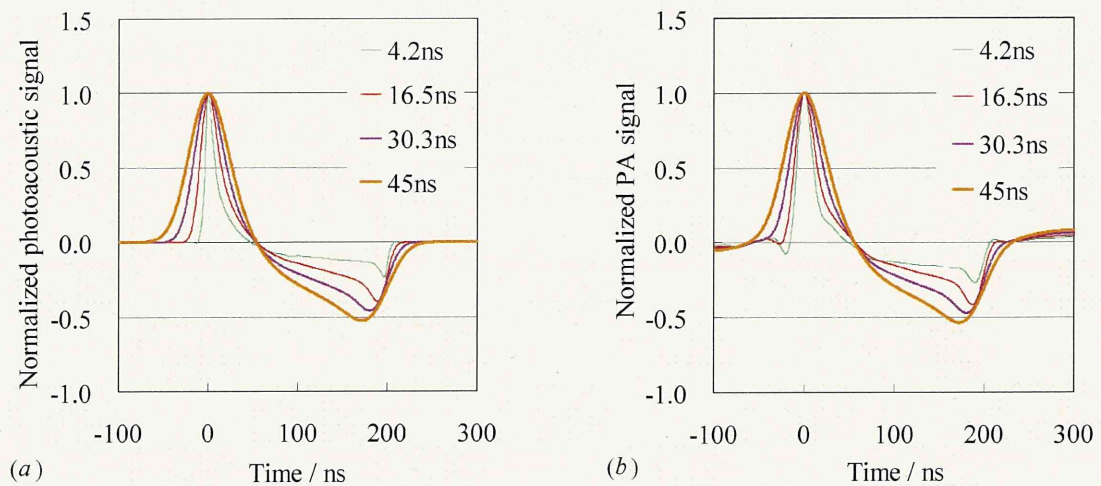 Normalized photoacoustic signal
1.5
1.0
0.5
0.0
-0.5
-1.0
-100
0
100
200
300
Time / ns
4.2ns
16.5ns
30.3ns
45ns
(a)
Normalized PA signal
1.5
1.0
0.5
0.0
-0.5
-1.0
-100
0
100
200
300
Time / ns
4.2ns
16.5ns
30.3ns
45ns
(b)